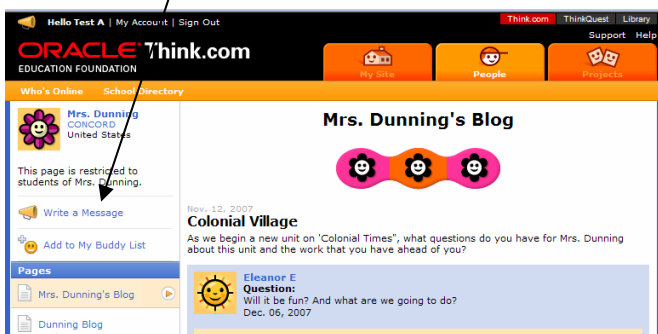 Hello Test A | My Account | Sign Out
Think.com ThinkQuest Library
Support Help
ORACLE Think.com
EDUCATION FOUNDATION
My Site People Projects
Who's Online School Directory
Mrs. Dunning
CONCORD
United States
This page is restricted to
students of Mrs. Dunning.
Write a Message
Add to My Buddy List
Pages
Mrs. Dunning's Blog
Dunning Blog
Mrs. Dunning's Blog
Nov. 12, 2007
Colonial Village
As we begin a new unit on 'Colonial Times", what questions do you have for Mrs. Dunning
about this unit and the work that you have ahead of you?
Eleanor E
Question:
Will it be fun? And what are we going to do?
Dec. 06, 2007